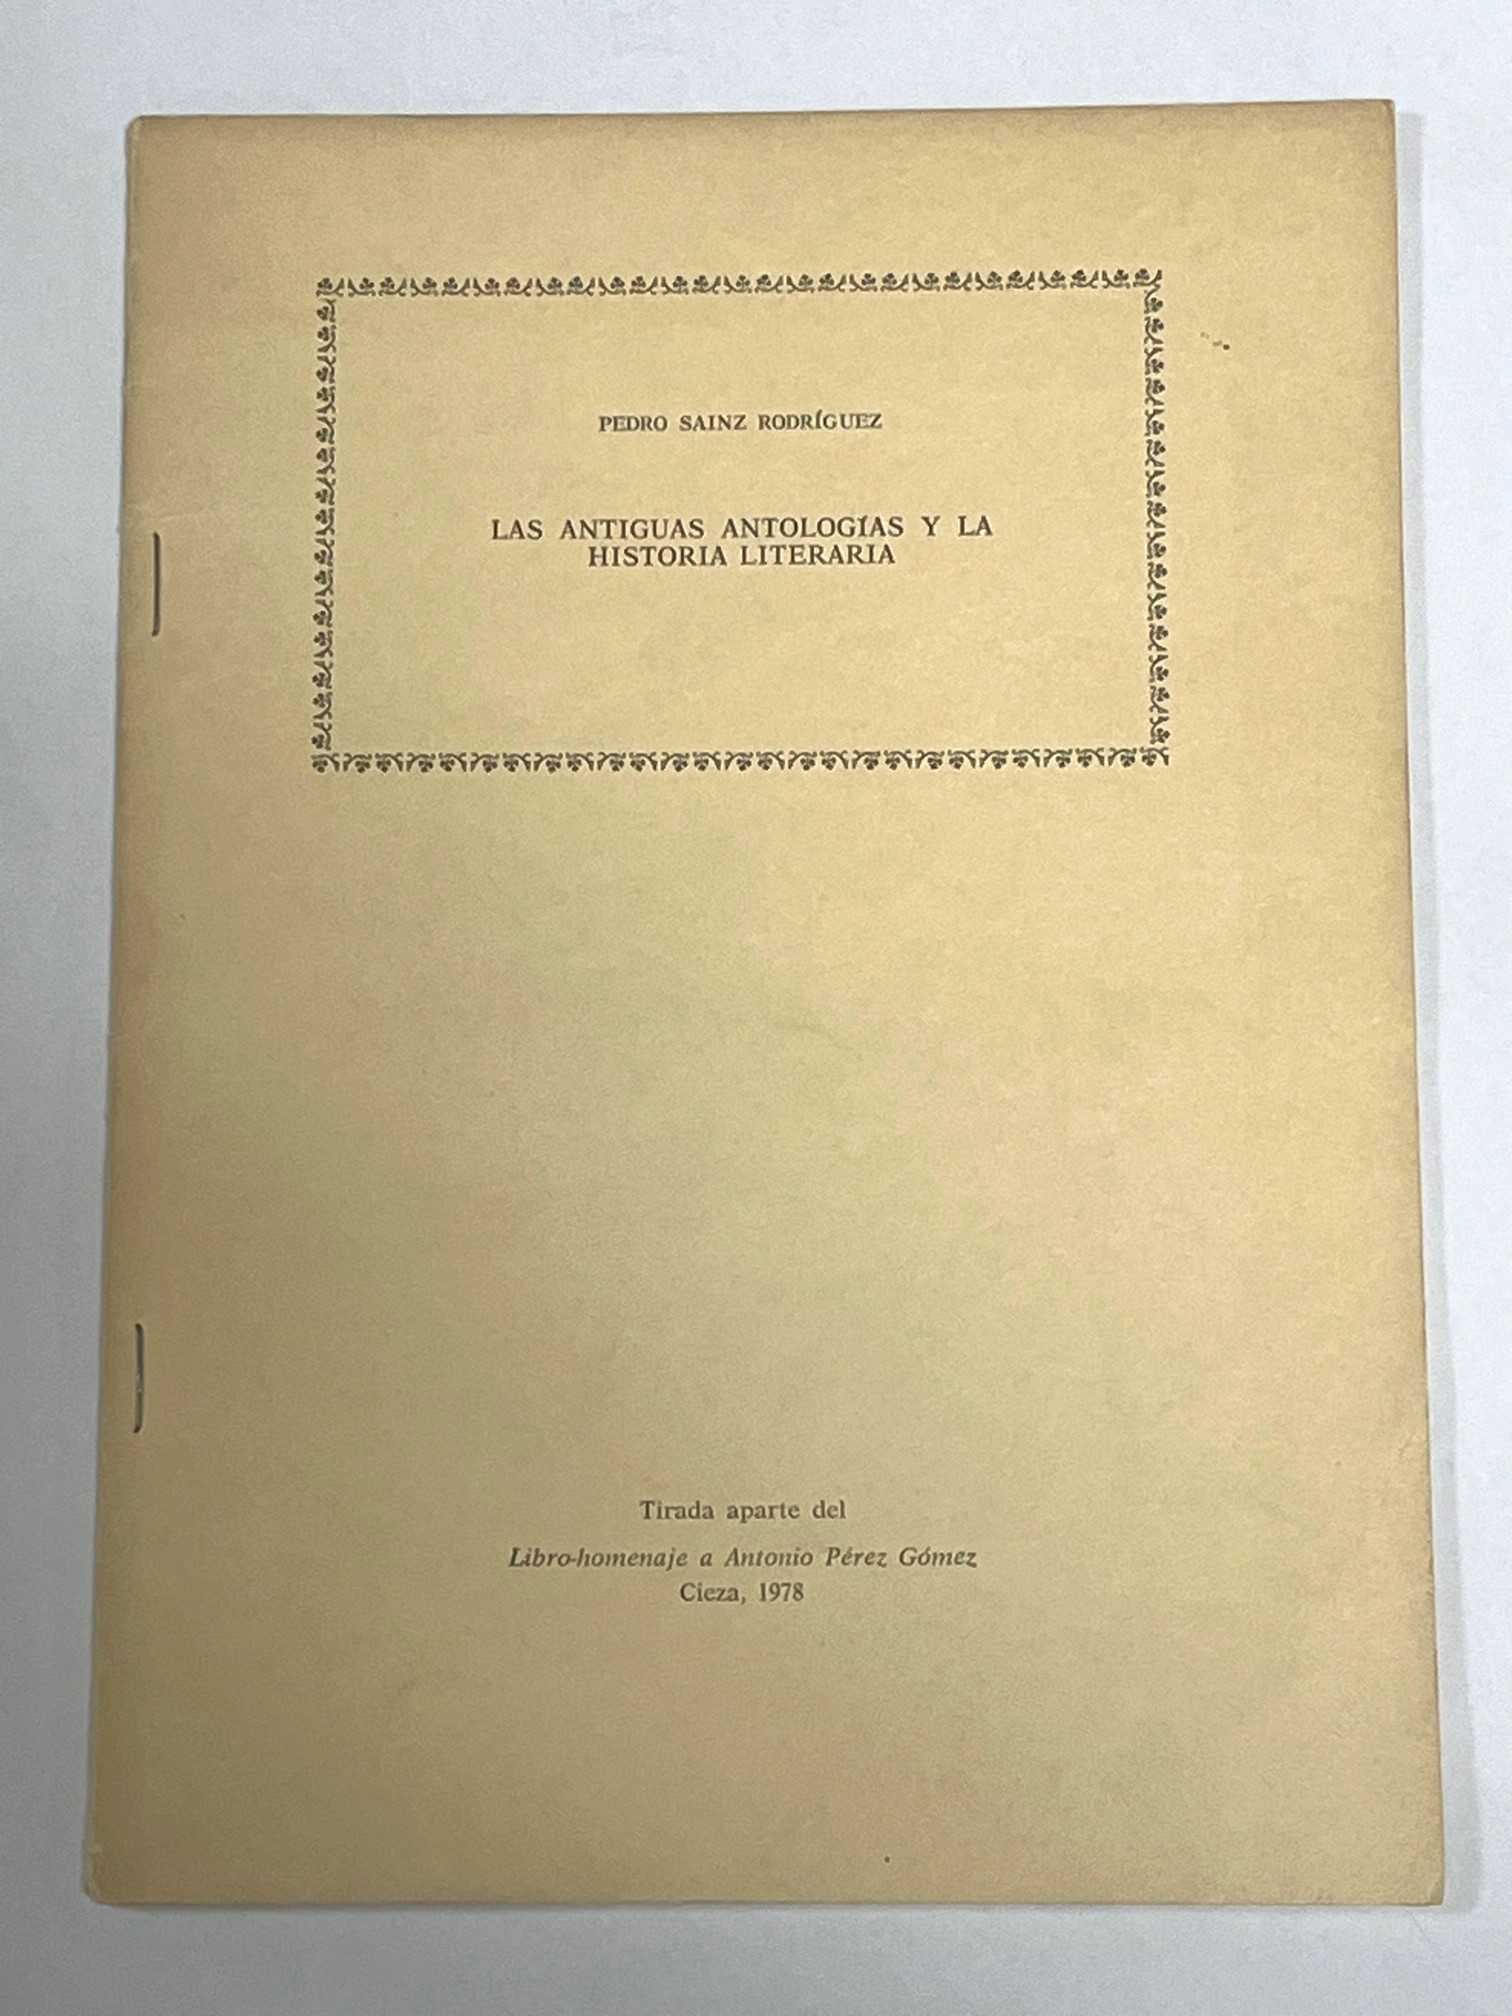 PEDRO SAINZ RODRÍGUEZ
LAS ANTIGUAS ANTOLOGÍAS Y LA
HISTORIA LITERARIA
Tirada aparte del
Libro-homenaje a Antonio Pérez Gómez
Cieza, 1978